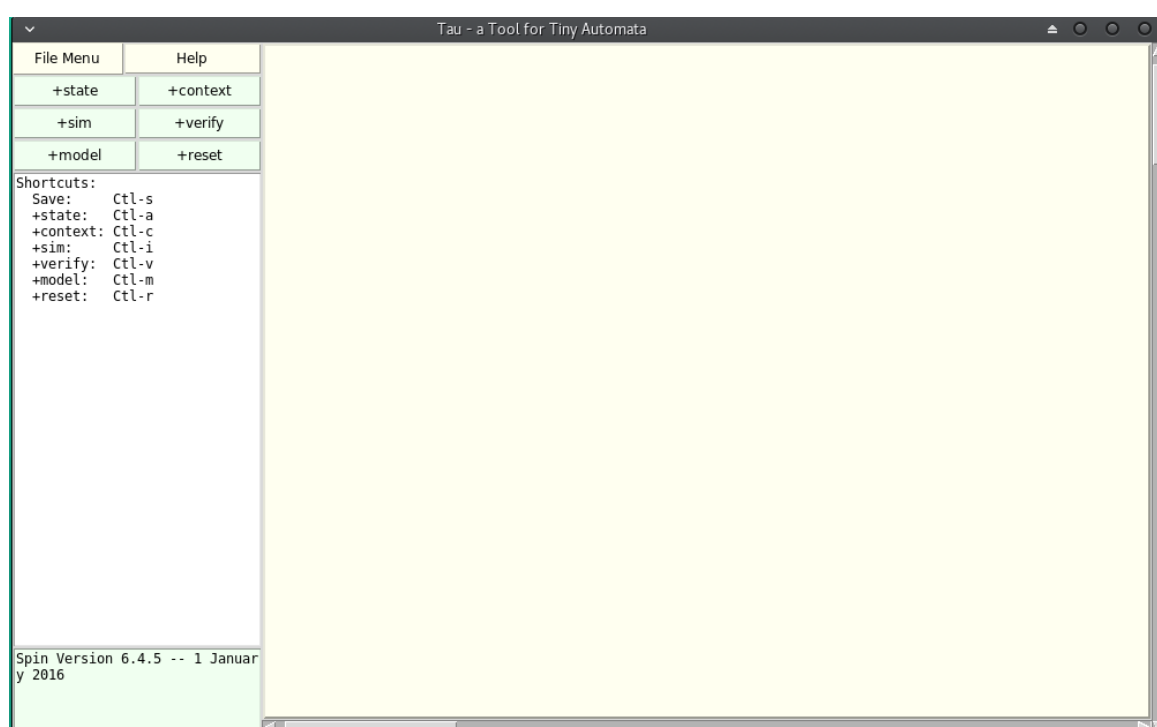 Tau - a Tool for Tiny Automata
File Menu Help
+state +context
+sim +verify
+model +reset
Shortcuts:
Save: Ctl-s
+state: Ctl-a
+context: Ctl-c
+sim: Ctl-i
+verify: Ctl-v
+model: Ctl-m
+reset: Ctl-r
Spin Version 6.4.5 -- 1 Januar
y 2016